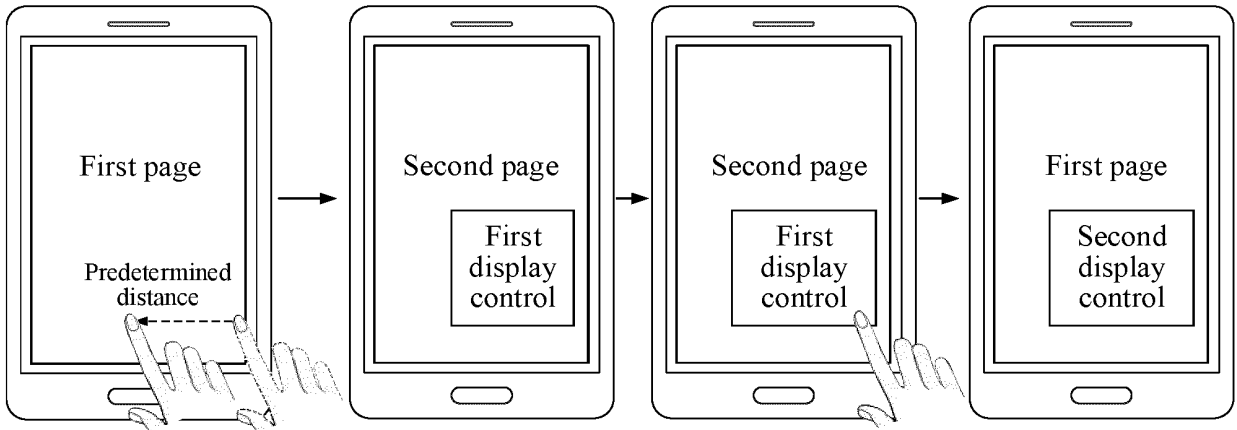 First page
Predetermined
distance
Second page
First
display
control
Second page
First
display
control
First page
Second
display
control